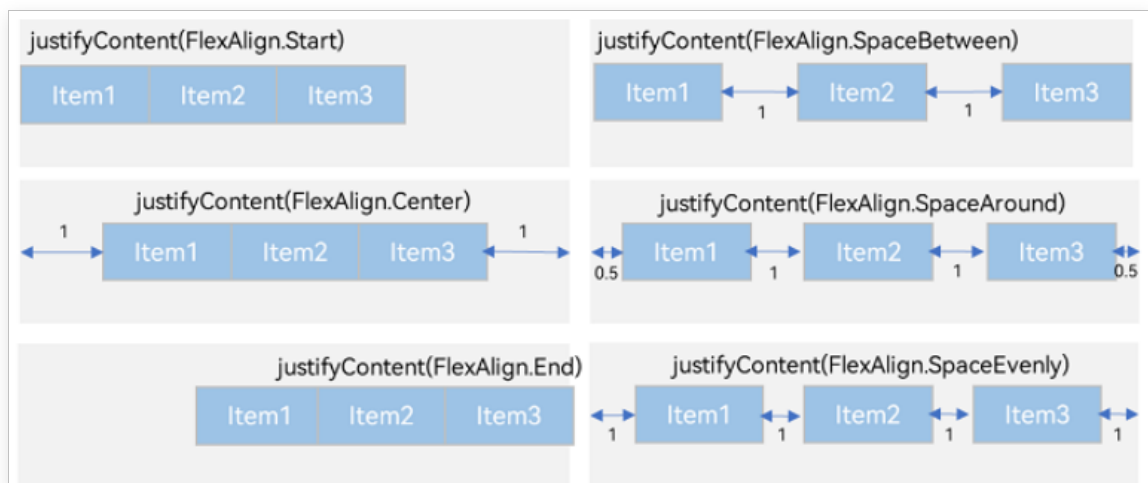 justifyContent(FlexAlign.Start)
Item1 Item2 Item3
justifyContent(FlexAlign.SpaceBetween)
Item1 Item2 Item3
1 1
justifyContent(FlexAlign.Center)
1 Item1 Item2 Item3 1
justifyContent(FlexAlign.SpaceAround)
Item1 Item2 Item3
0.5 1 1 0.5
justifyContent(FlexAlign.End)
Item1 Item2 Item3
justifyContent(FlexAlign.SpaceEvenly)
Item1 Item2 Item3
1 1 1 1